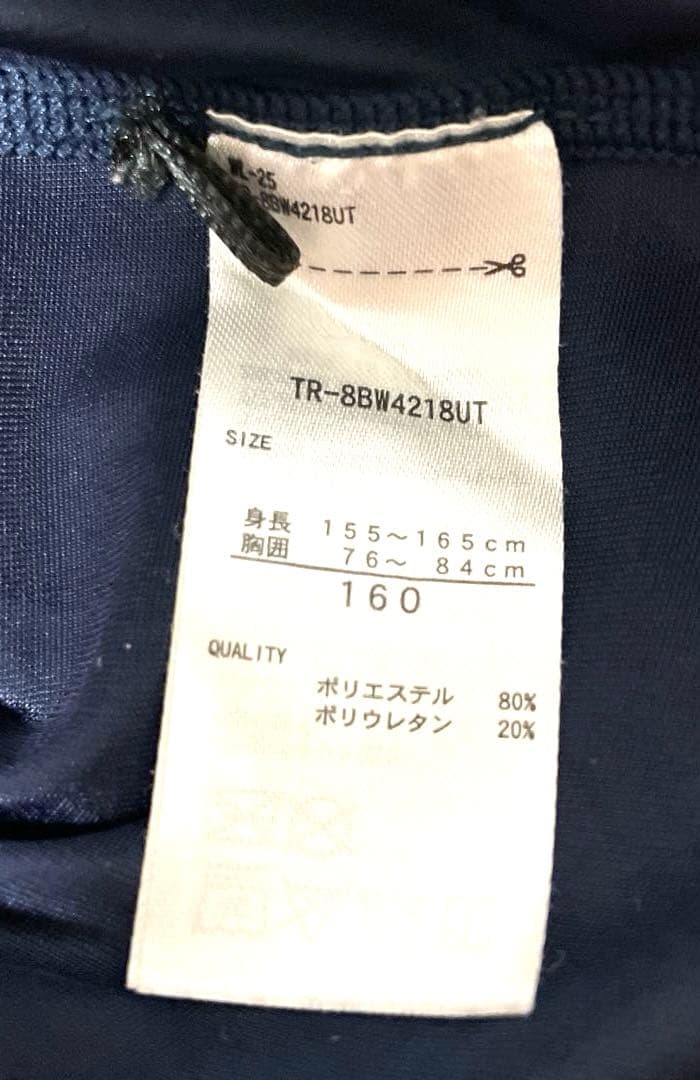 WL-25
8BW4218UT
TR-8BW4218UT
SIZE
身長 155～165cm
胸囲 76～ 84cm
160
QUALITY
ポリエステル 80%
ポリウレタン 20%